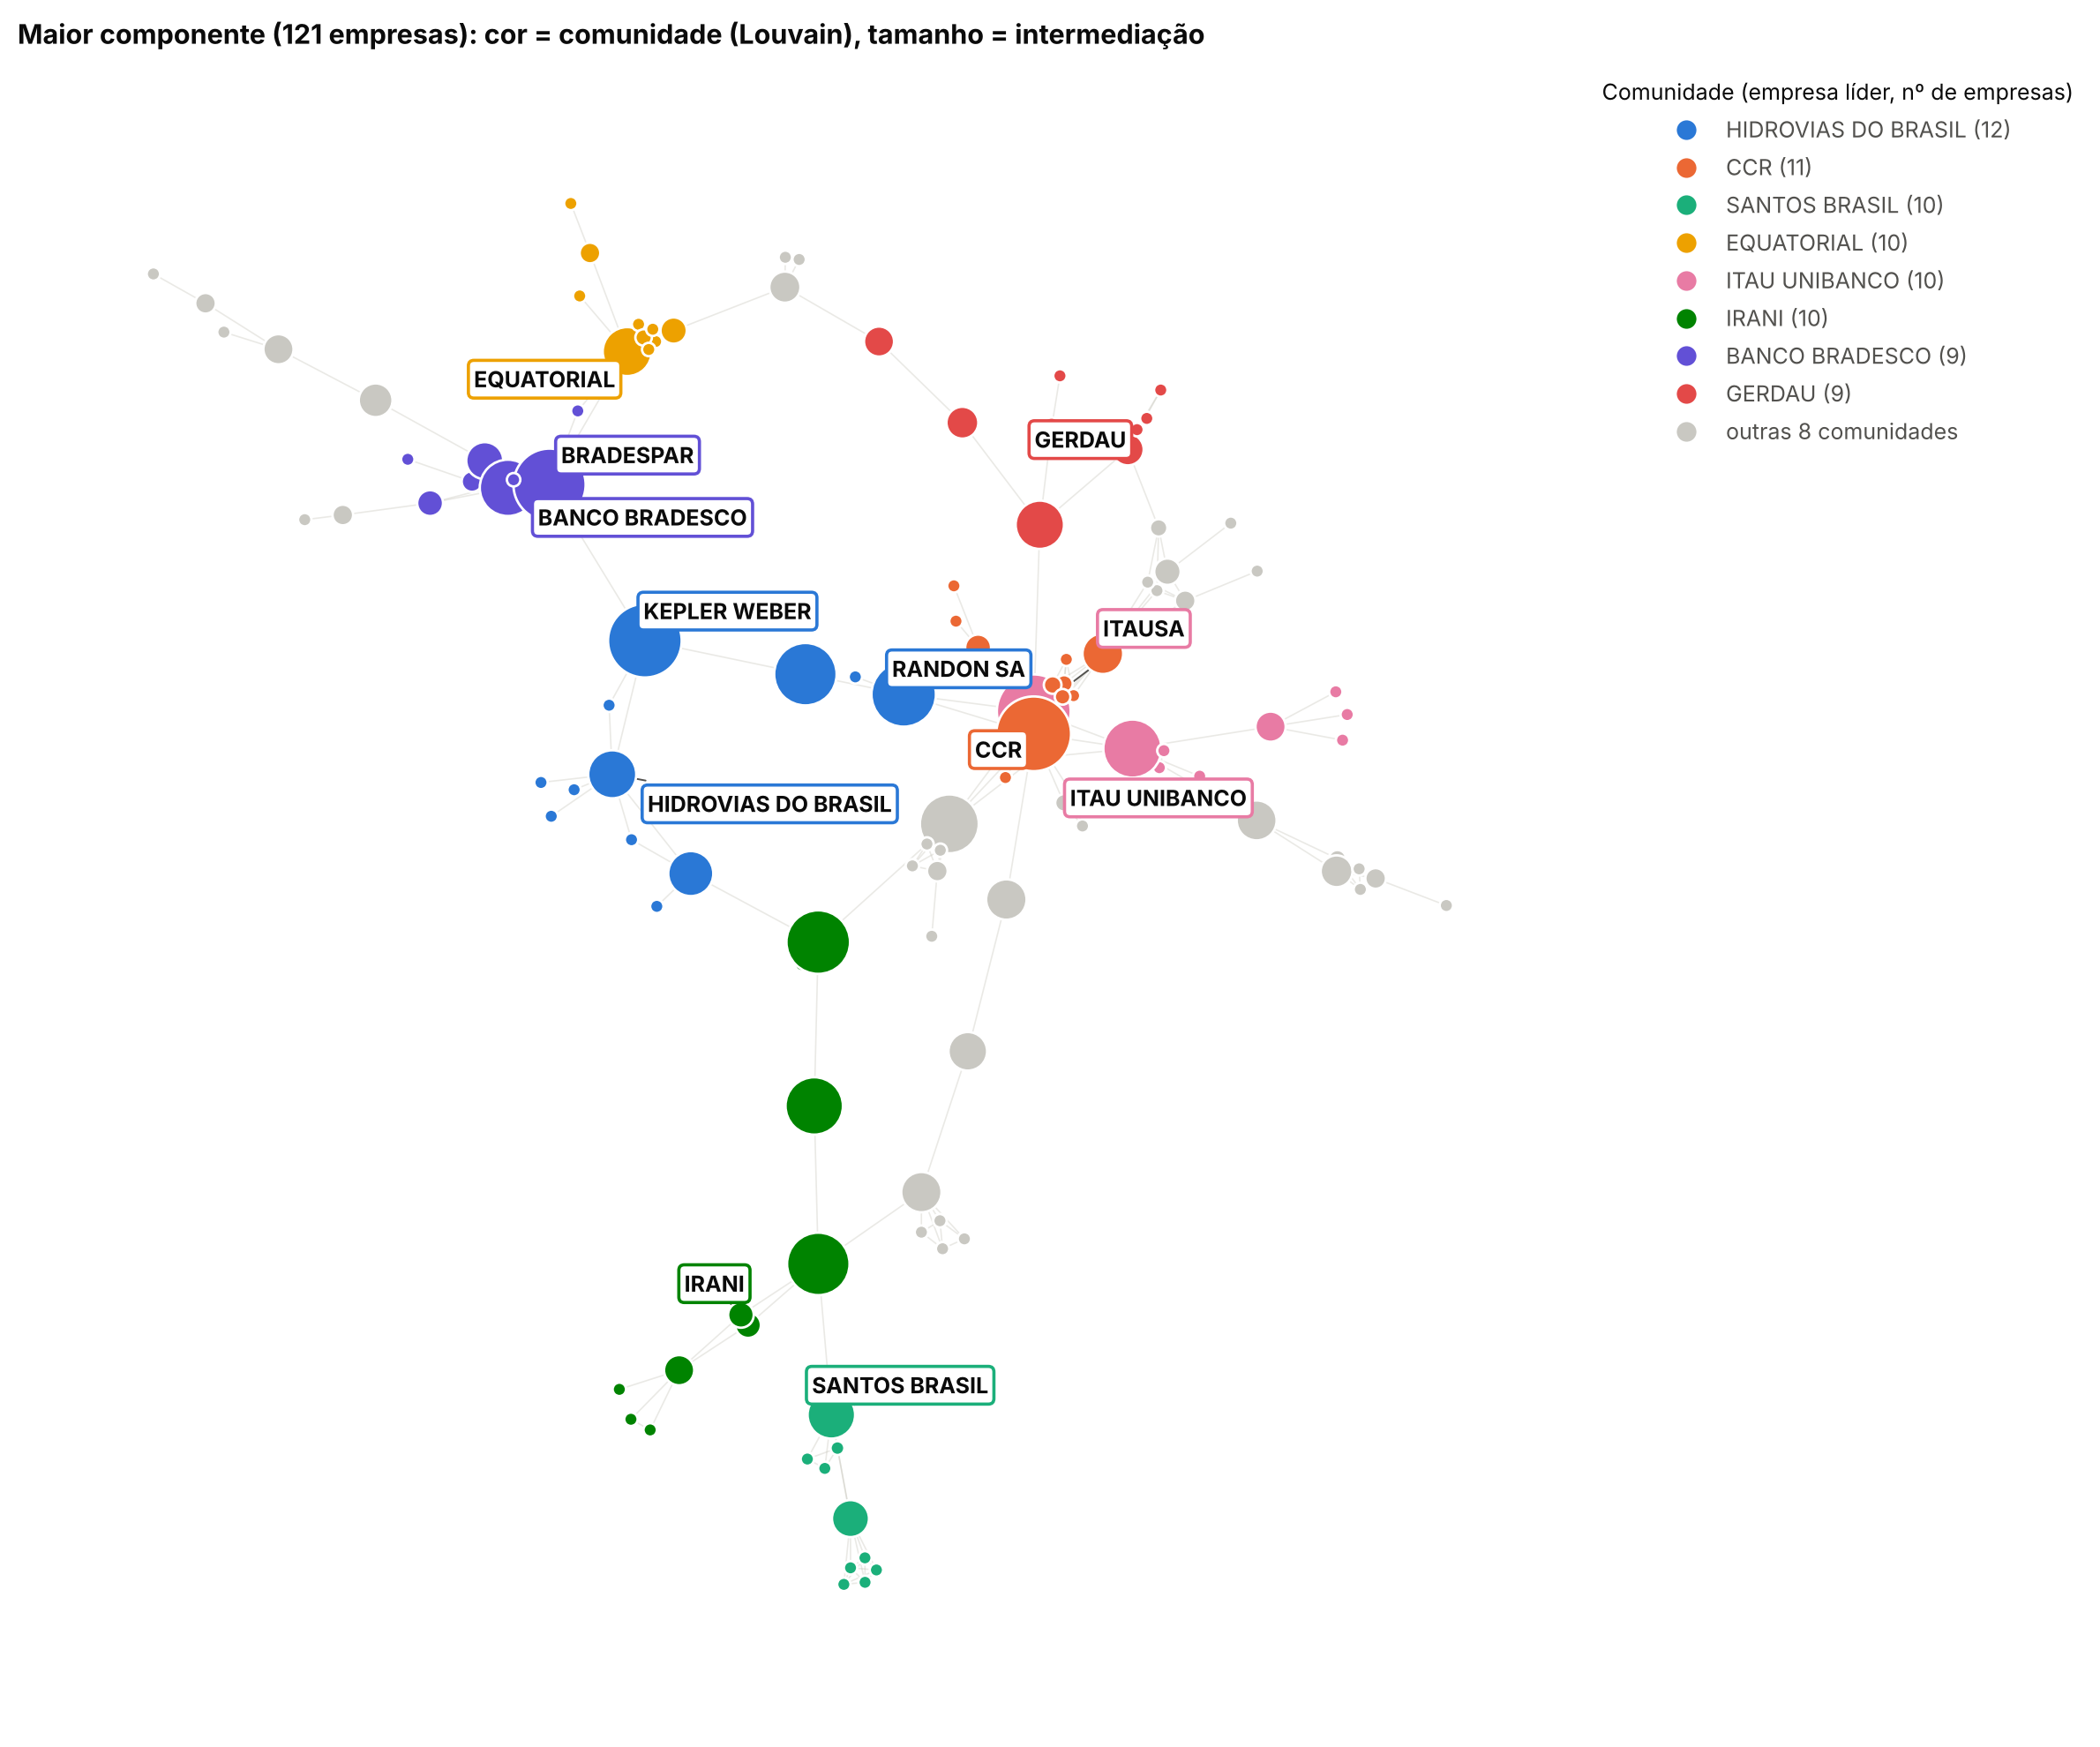 Maior componente (121 empresas): cor = comunidade (Louvain), tamanho = intermediação
Comunidade (empresa líder, nº de empresas)
HIDROVIAS DO BRASIL (12)
CCR (11)
SANTOS BRASIL (10)
EQUATORIAL (10)
ITAU UNIBANCO (10)
IRANI (10)
BANCO BRADESCO (9)
GERDAU (9)
outras 8 comunidades
EQUATORIAL
BRADESPAR
GERDAU
BANCO BRADESCO
KEPLER WEBER
ITAUSA
RANDON SA
CCR
HIDROVIAS DO BRASIL
ITAU UNIBANCO
IRANI
SANTOS BRASIL